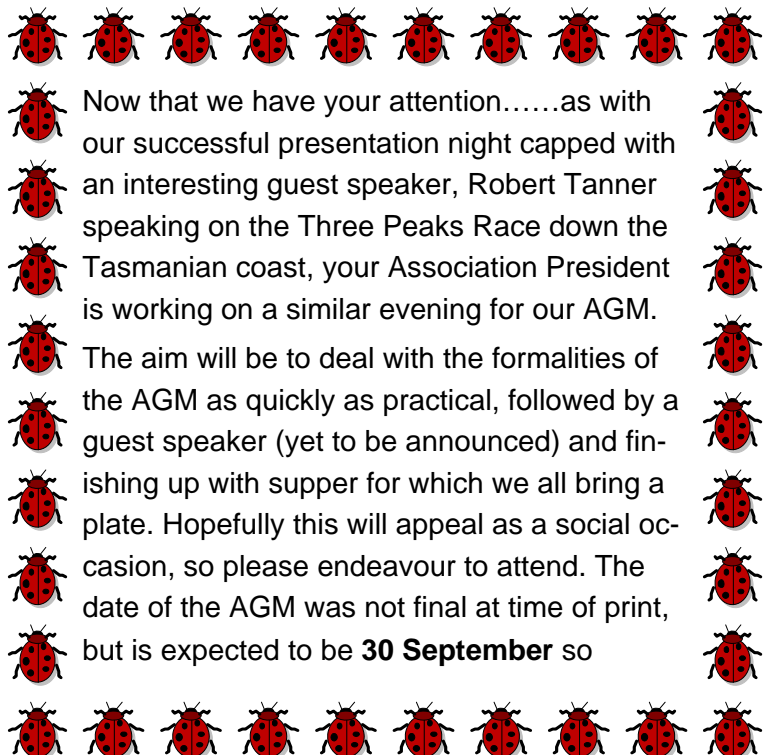 Now that we have your attention……as with
our successful presentation night capped with
an interesting guest speaker, Robert Tanner
speaking on the Three Peaks Race down the
Tasmanian coast, your Association President
is working on a similar evening for our AGM.
The aim will be to deal with the formalities of
the AGM as quickly as practical, followed by a
guest speaker (yet to be announced) and fin-
ishing up with supper for which we all bring a
plate. Hopefully this will appeal as a social oc-
casion, so please endeavour to attend. The
date of the AGM was not final at time of print,
but is expected to be 30 September so